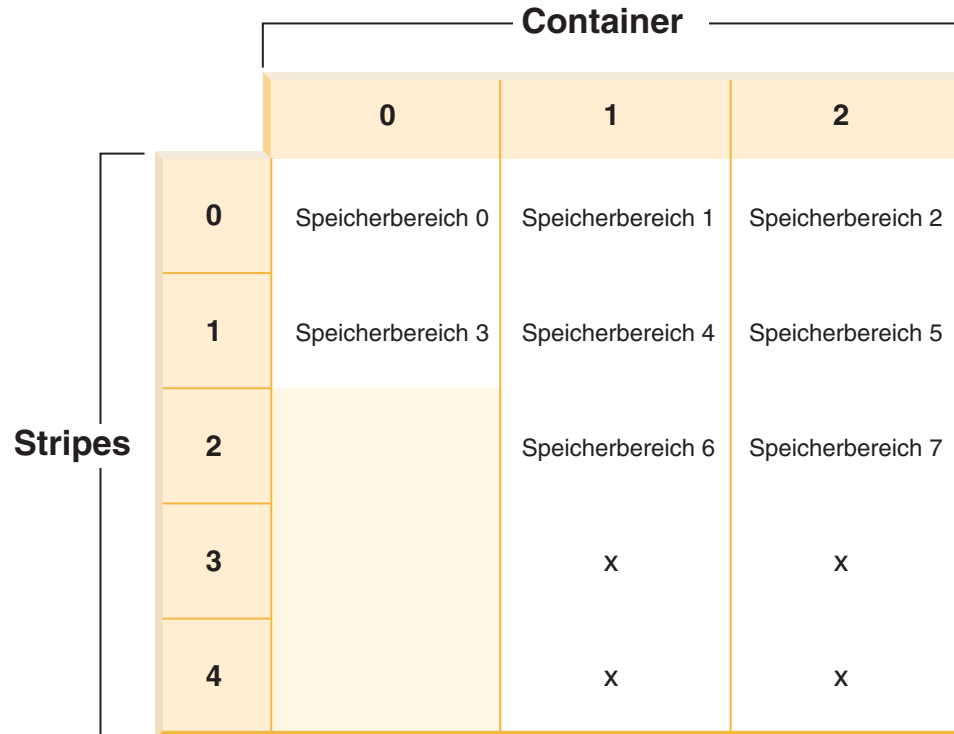 Container
0 1 2
0 Speicherbereich 0 Speicherbereich 1 Speicherbereich 2
1 Speicherbereich 3 Speicherbereich 4 Speicherbereich 5
Stripes 2 Speicherbereich 6 Speicherbereich 7
3 x x
4 x x